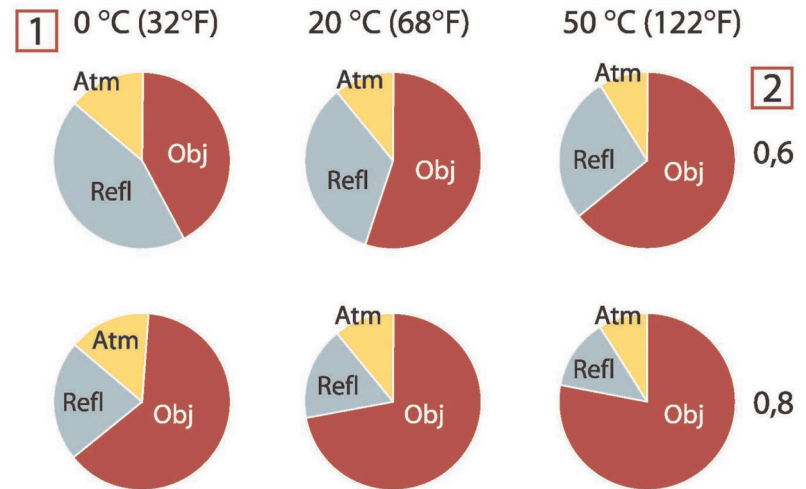 1 0 °C (32°F) 20 °C (68°F) 50 °C (122°F)
2
Atm Obj Refl
Atm Obj Refl
Atm Obj Refl
0,6
Atm Obj Refl
Atm Obj Refl
Atm Obj Refl
0,8